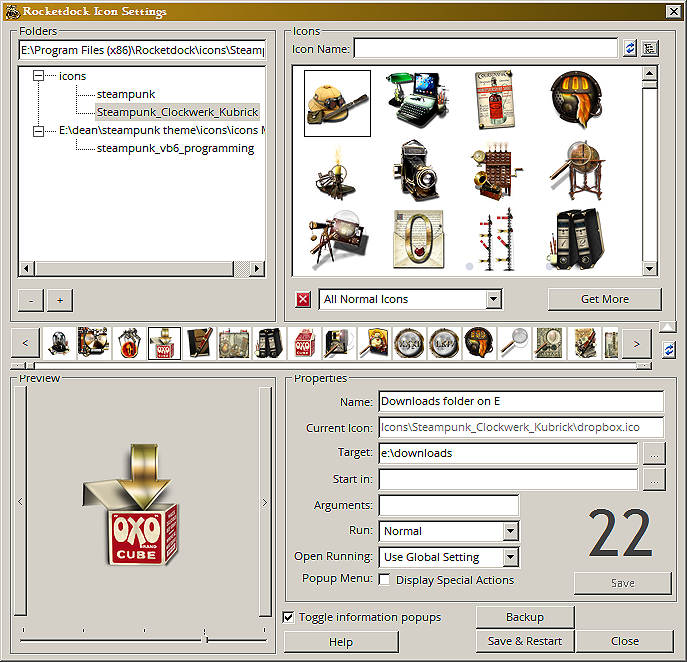 Rocketdock Icon Settings
Folders
E:\Program Files (x86)\Rocketdock\icons\Steamp
icons
steampunk
Steampunk_Clockwerk_Kubrick
E:\dean\steampunk theme\icons\icons M
steampunk_vb6_programming
-
+
Icons
Icon Name:
All Normal Icons
Get More
<
>
Preview
<
>
OXO
BRAND
CUBE
Properties
Name:
Downloads folder on E
Current Icon:
Icons\Steampunk_Clockwerk_Kubrick\dropbox.ico
Target:
e:\downloads
...
Start in:
...
Arguments:
Run:
Normal
Open Running:
Use Global Setting
Popup Menu:
Display Special Actions
22
Save
Toggle information popups
Backup
Help
Save & Restart
Close